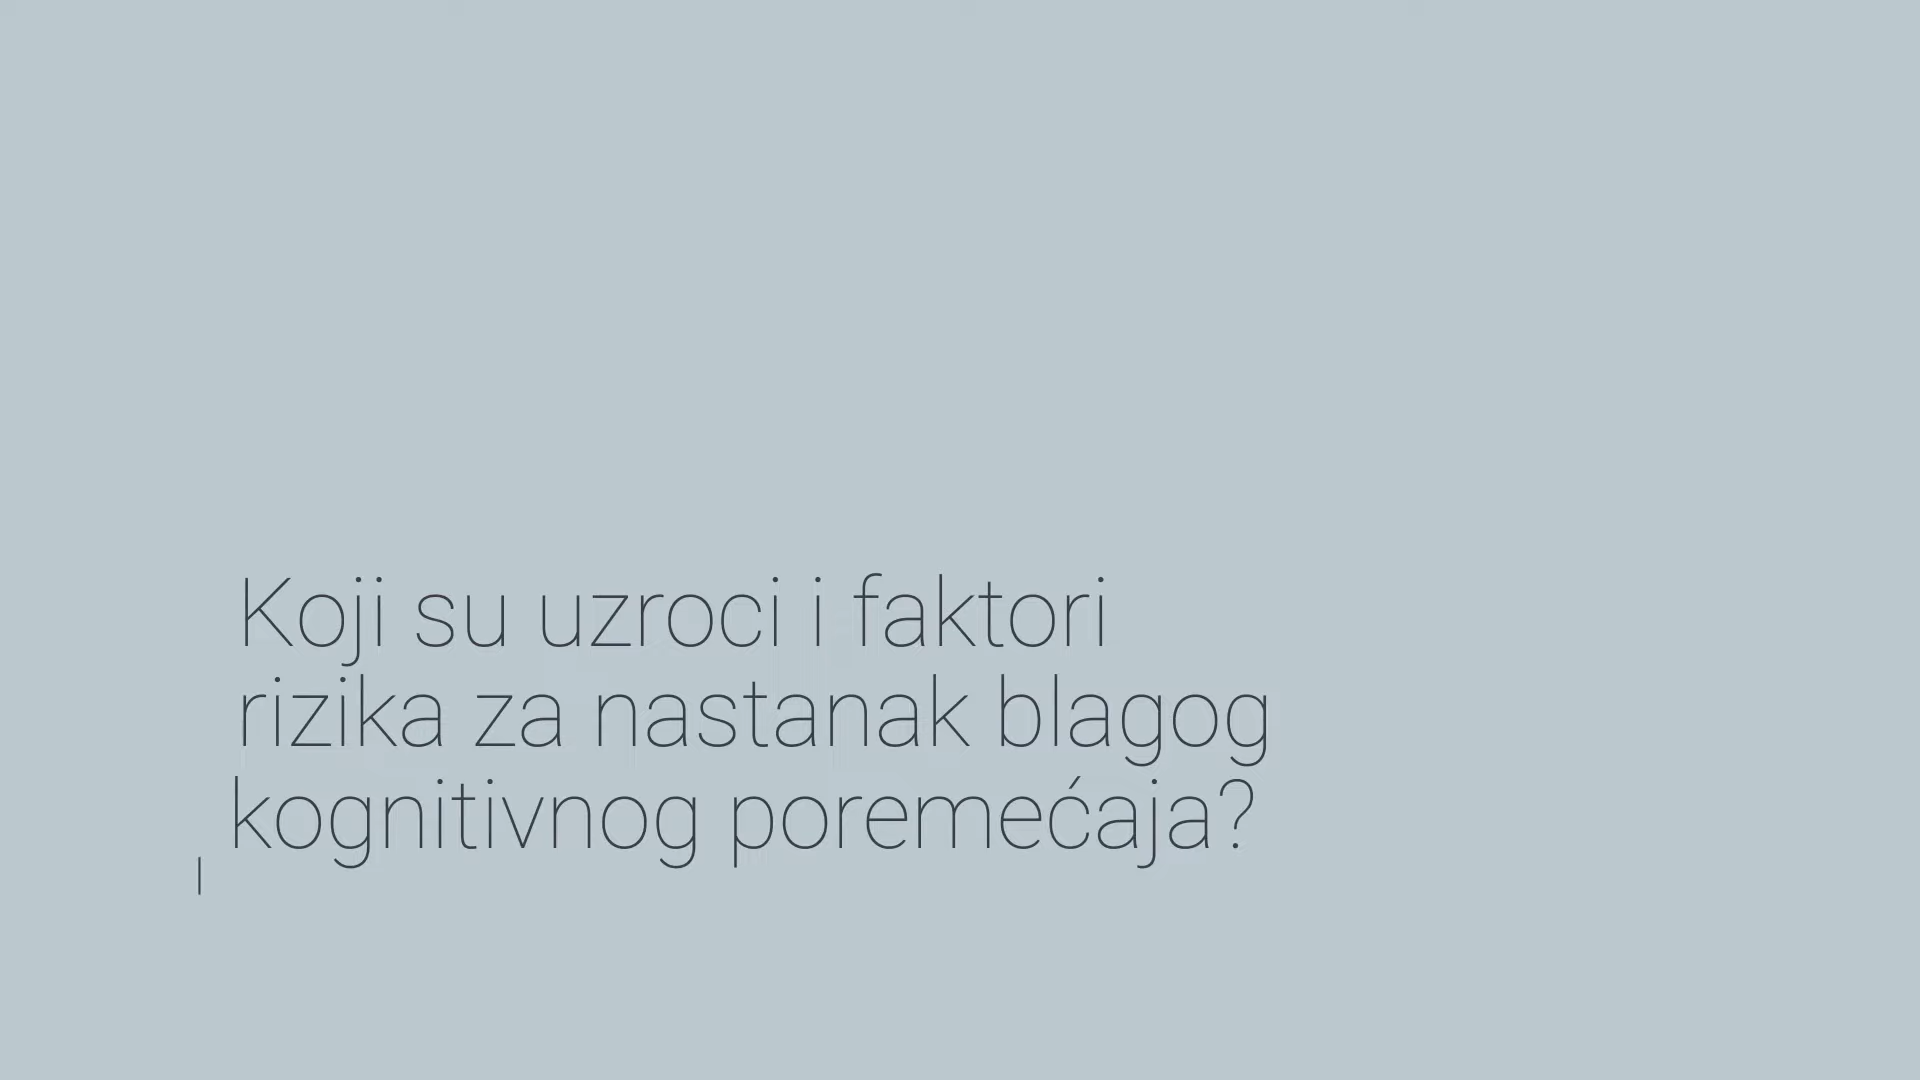 Koji su uzroci i faktori
rizika za nastanak blagog
kognitivnog poremećaja?